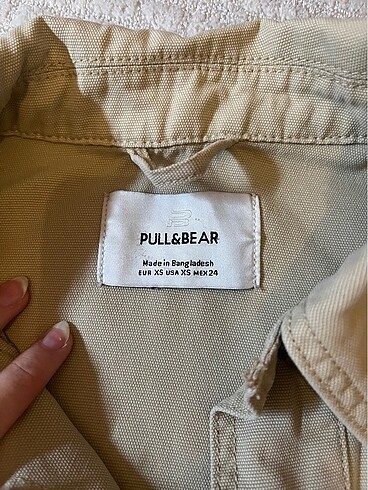 PULL&BEAR
Made in Bangladesh
EUR XS USA XS MEX 24